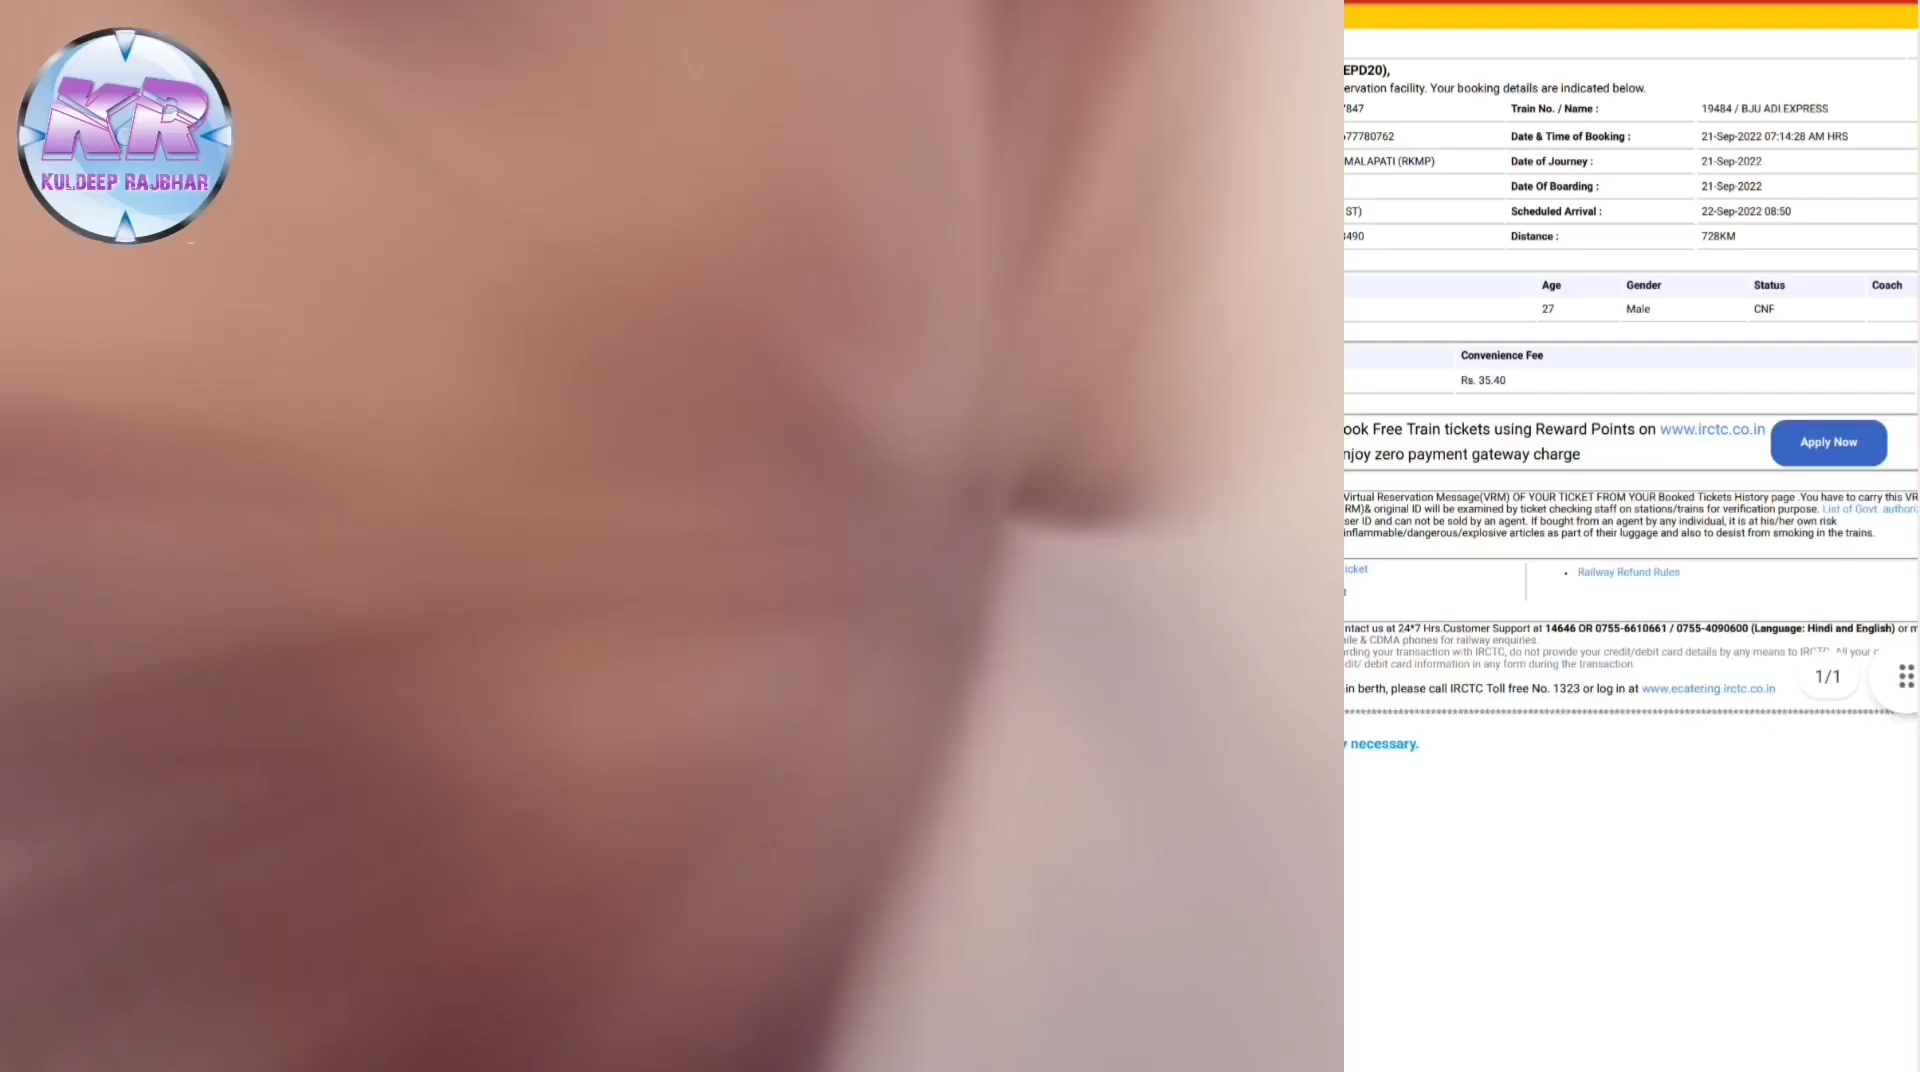 KR
KULDEEP RAJBHAR
EPD20),
ervation facility. Your booking details are indicated below.
847 Train No. / Name : 19484 / BJU ADI EXPRESS
77780762 Date & Time of Booking : 21-Sep-2022 07:14:28 AM HRS
MALAPATI (RKMP) Date of Journey : 21-Sep-2022
Date Of Boarding : 21-Sep-2022
ST) Scheduled Arrival : 22-Sep-2022 08:50
490 Distance : 728KM
Age Gender Status Coach
27 Male CNF
Convenience Fee
Rs. 35.40
ook Free Train tickets using Reward Points on www.irctc.co.in
njoy zero payment gateway charge
Apply Now
Virtual Reservation Message(VRM) OF YOUR TICKET FROM YOUR Booked Tickets History page .You have to carry this VR
RM)& original ID will be examined by ticket checking staff on stations/trains for verification purpose. List of Govt. authori
ser ID and can not be sold by an agent. If bought from an agent by any individual, it is at his/her own risk
inflammable/dangerous/explosive articles as part of their luggage and also to desist from smoking in the trains.
icket
• Railway Refund Rules
t
ntact us at 24*7 Hrs.Customer Support at 14646 OR 0755-6610661 / 0755-4090600 (Language: Hindi and English) or m
ile & CDMA phones for railway enquiries.
rding your transaction with IRCTC, do not provide your credit/debit card details by any means to IRCTC. All your
dit/ debit card information in any form during the transaction.
in berth, please call IRCTC Toll free No. 1323 or log in at www.ecatering.irctc.co.in
1/1
y necessary.